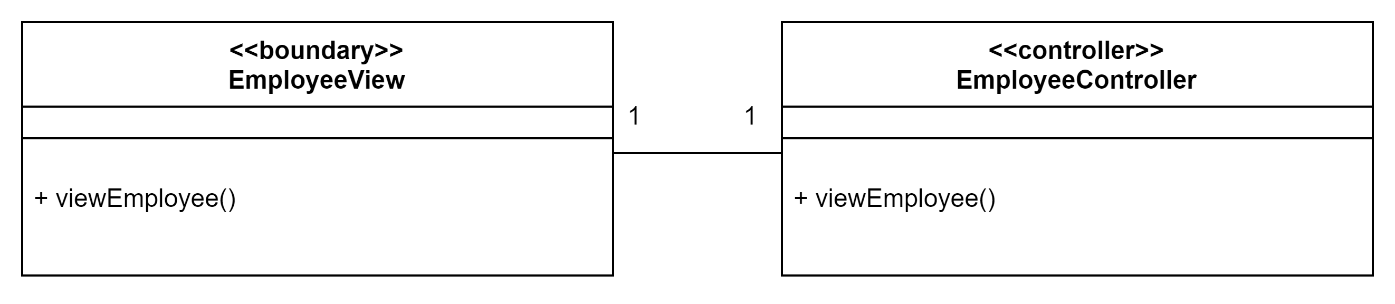 <<boundary>>
EmployeeView
+ viewEmployee()
1
1
<<controller>>
EmployeeController
+ viewEmployee()